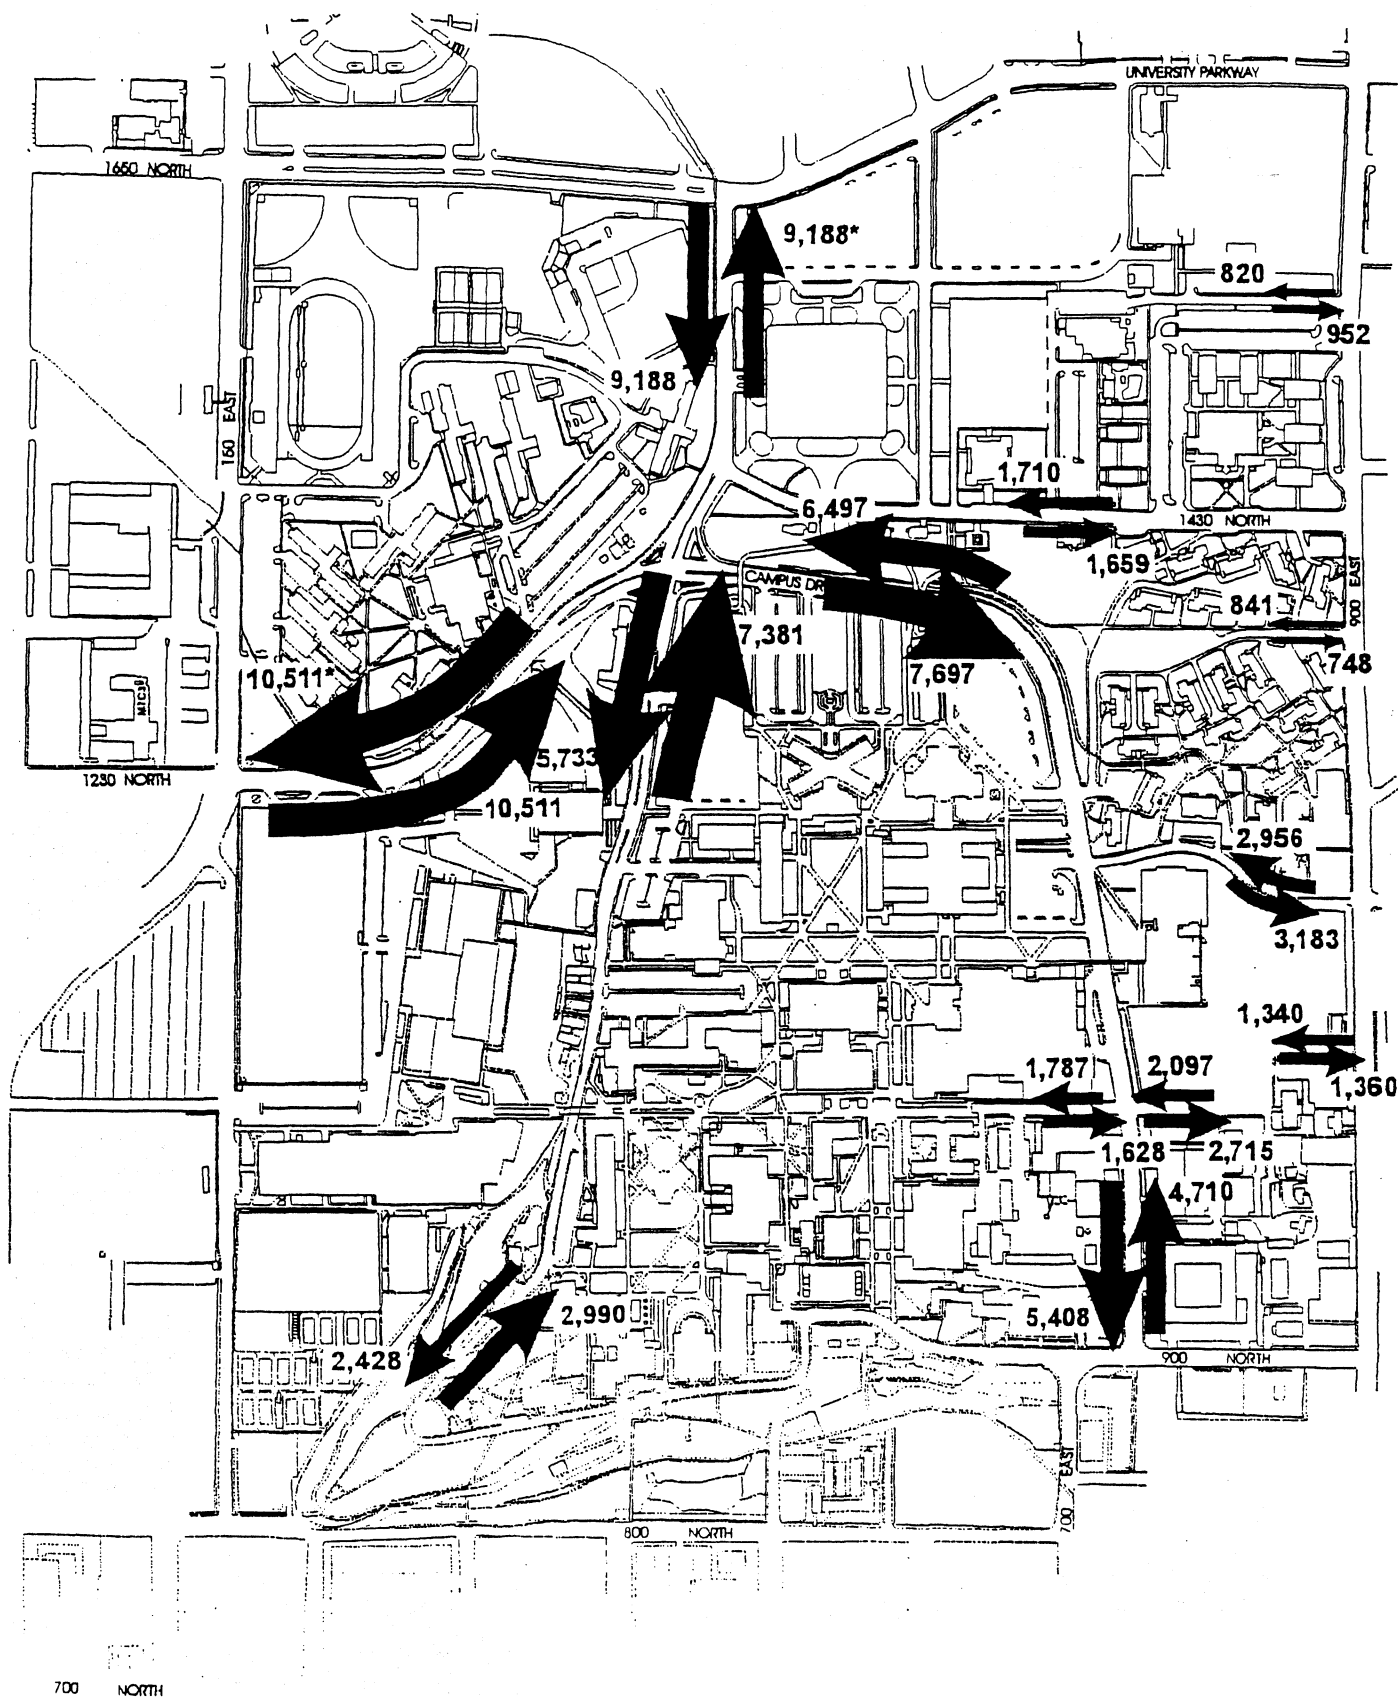 UNIVERSITY PARKWAY
1650 NORTH
9,188*
820
952
9,188
150 EAST
1,710
6,497
1430 NORTH
1,659
CAMPUS DR
900 EAST
841
7,381
748
10,511*
7,697
5,733
1230 NORTH
10,511
2,956
3,183
1,340
1,787
2,097
1,360
1,628
2,715
4,710
2,990
5,408
2,428
900 NORTH
700 EAST
800 NORTH
700 NORTH